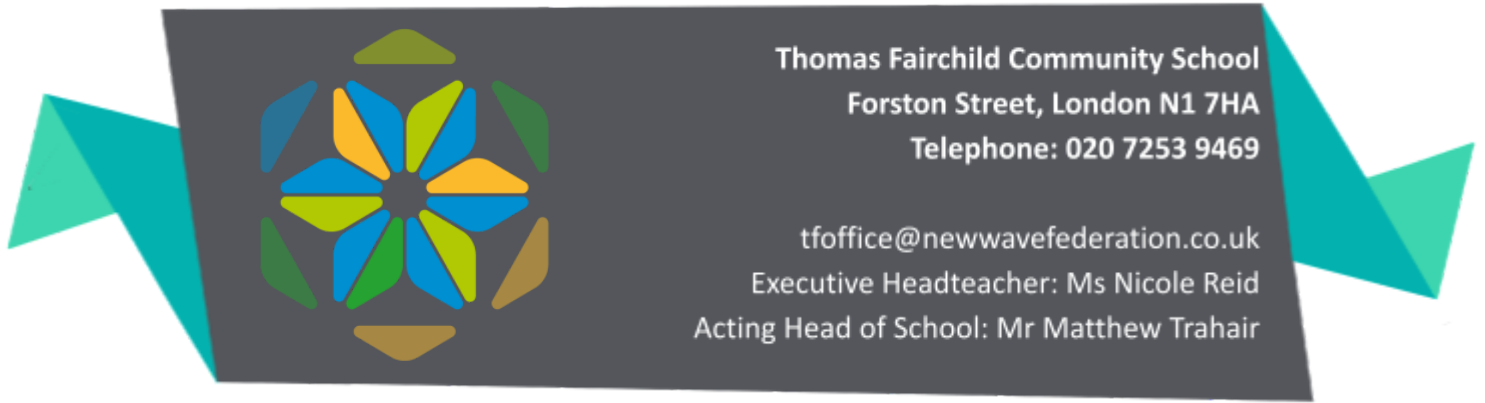 Thomas Fairchild Community School
Forston Street, London N1 7HA
Telephone: 020 7253 9469
tfoffice@newwavefederation.co.uk
Executive Headteacher: Ms Nicole Reid
Acting Head of School: Mr Matthew Trahair